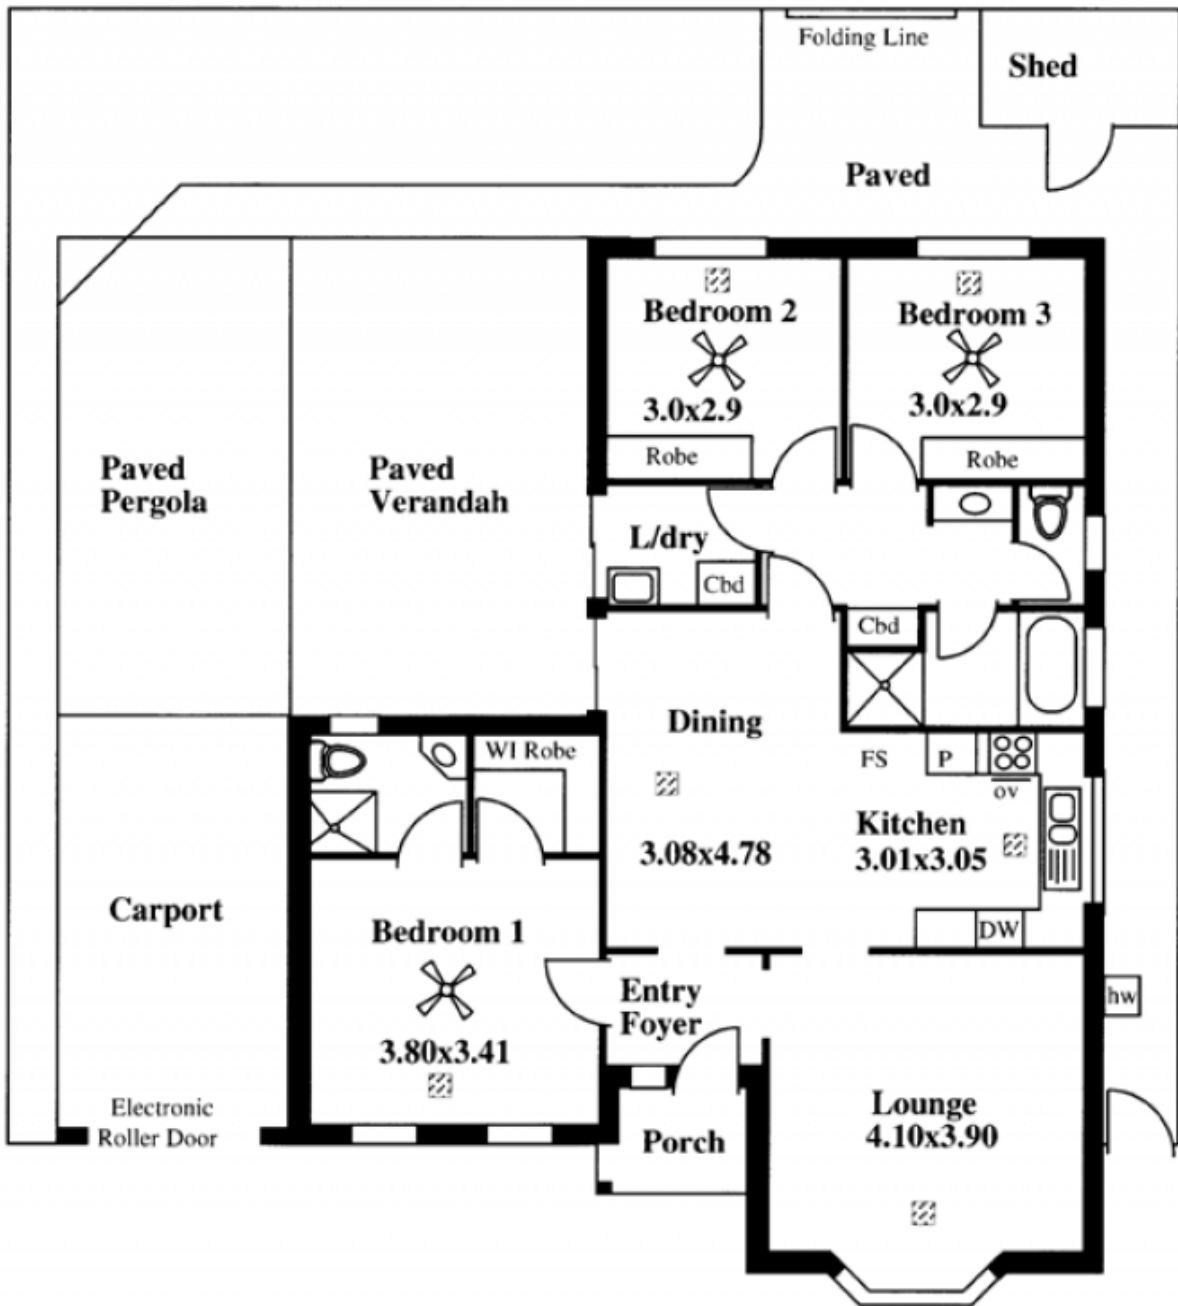 Folding Line
Shed
Paved
Bedroom 2
3.0x2.9
Robe
Bedroom 3
3.0x2.9
Robe
Paved
Pergola
Paved
Verandah
L/dry
Cbd
Cbd
Dining
3.08x4.78
WI Robe
FS
P
ov
Kitchen
3.01x3.05
DW
Carport
Bedroom 1
3.80x3.41
Entry
Foyer
hw
Electronic
Roller Door
Porch
Lounge
4.10x3.90